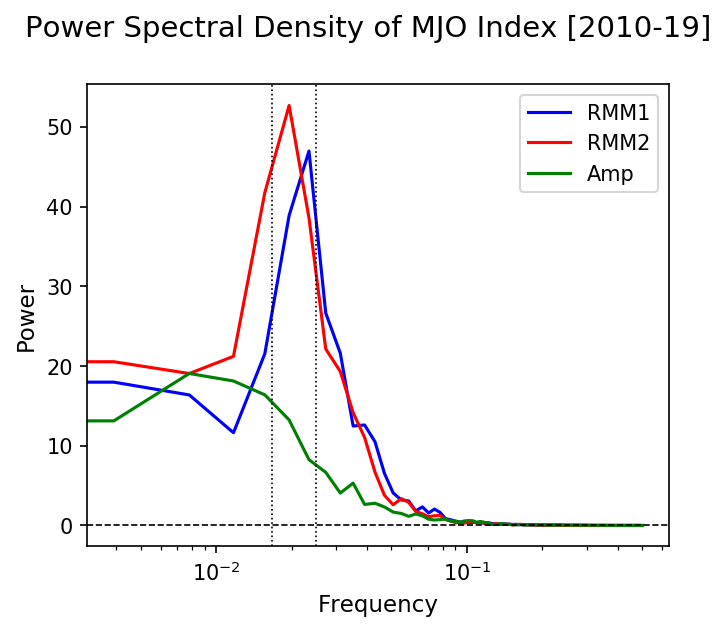 Power Spectral Density of MJO Index [2010-19]
RMM1
RMM2
Amp
50
40
30
20
10
0
Power
10⁻²
10⁻¹
Frequency